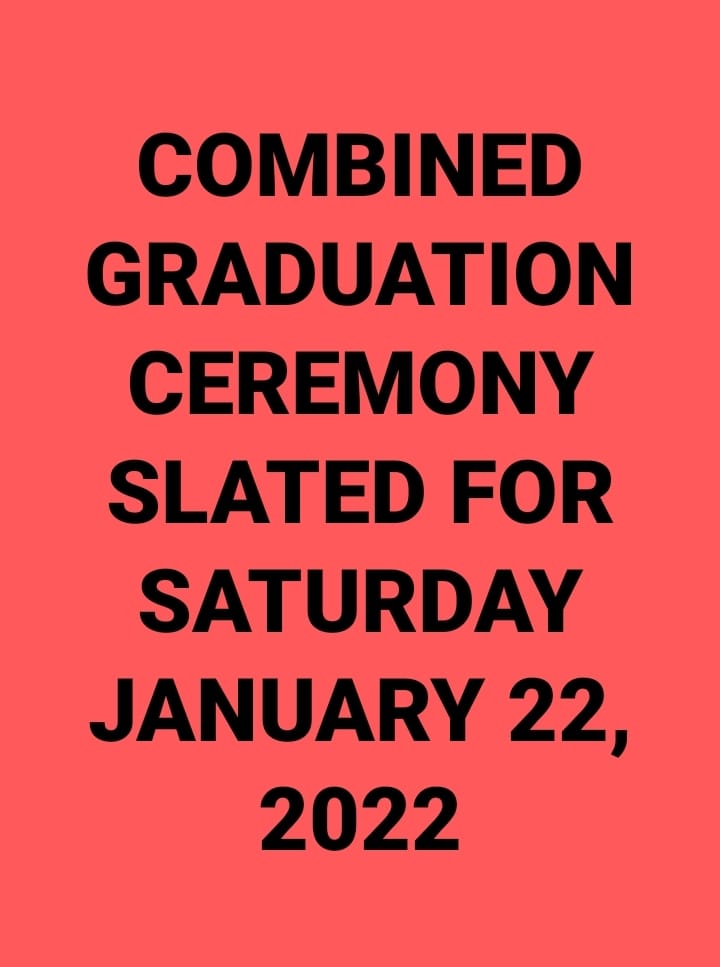 COMBINED
GRADUATION
CEREMONY
SLATED FOR
SATURDAY
JANUARY 22,
2022